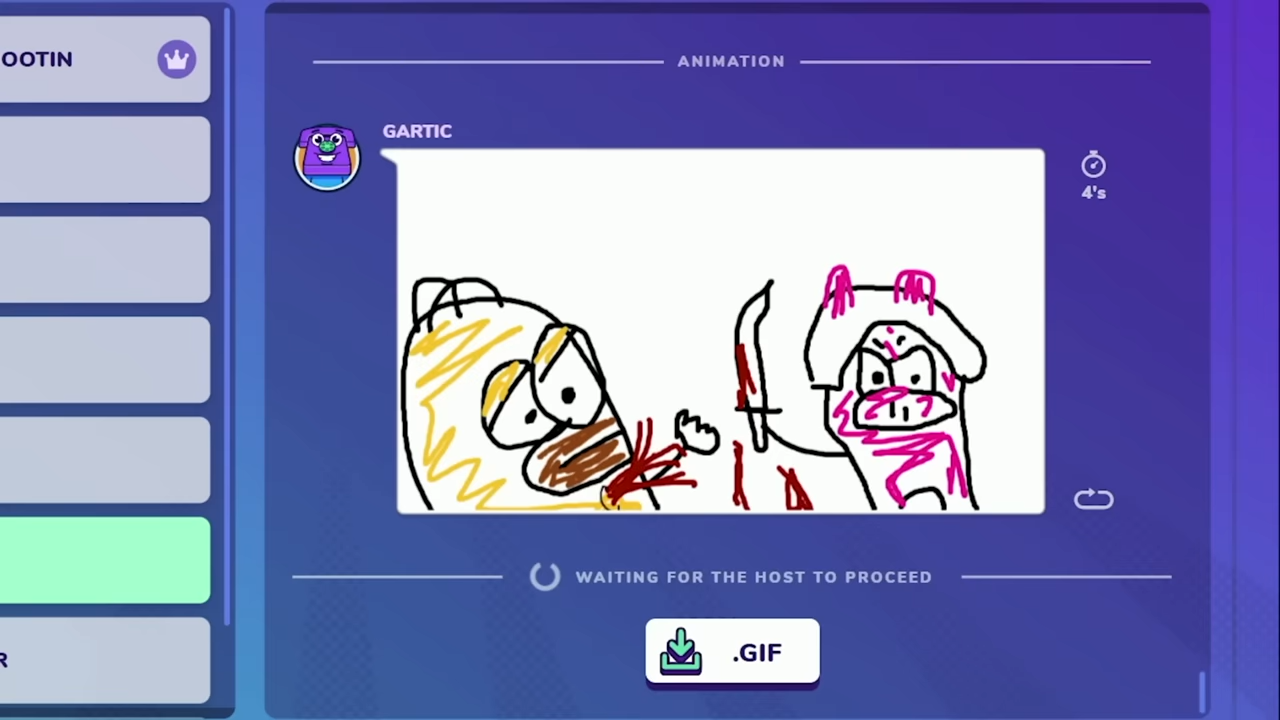 OOTIN
ANIMATION
GARTIC
4's
WAITING FOR THE HOST TO PROCEED
.GIF
R